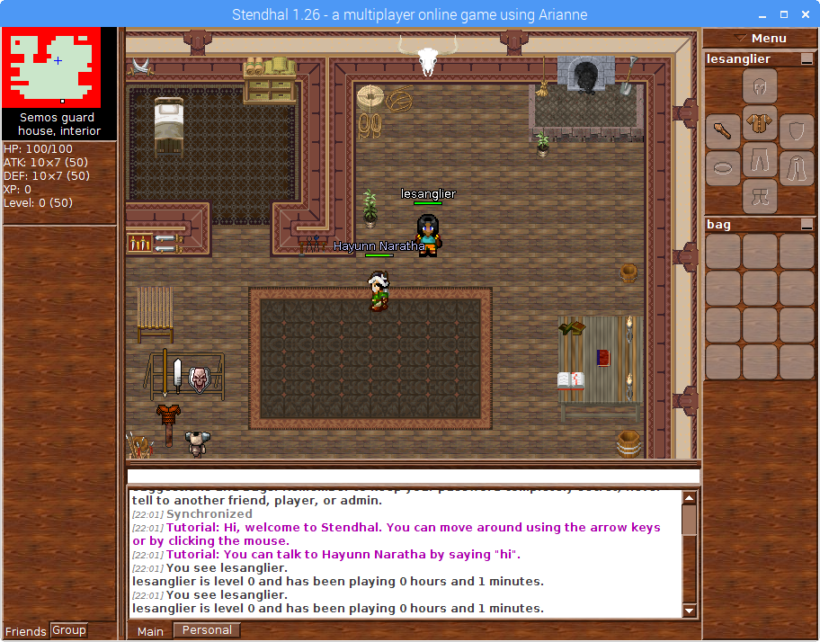 Stendhal 1.26 - a multiplayer online game using Arianne
Menu
Semos guard
house, interior
HP: 100/100
ATK: 10×7 (50)
DEF: 10×7 (50)
XP: 0
Level: 0 (50)
lesanglier
Hayunn Naratha
lesanglier
bag
tell to another friend, player, or admin.
[22:01] Synchronized
[22:01] Tutorial: Hi, welcome to Stendhal. You can move around using the arrow keys
or by clicking the mouse.
[22:01] Tutorial: You can talk to Hayunn Naratha by saying "hi".
[22:01] You see lesanglier.
lesanglier is level 0 and has been playing 0 hours and 1 minutes.
[22:01] You see lesanglier.
lesanglier is level 0 and has been playing 0 hours and 1 minutes.
Friends Group
Main Personal